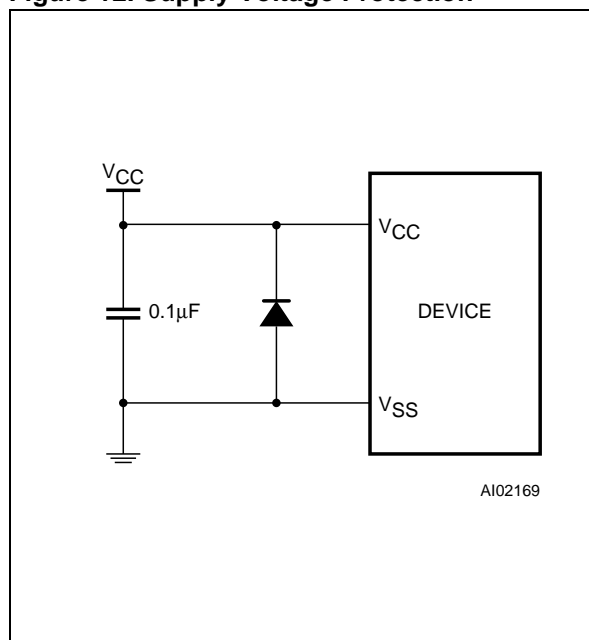 Figure 12. Supply Voltage Protection
VCC
VCC
0.1µF
DEVICE
VSS
AI02169